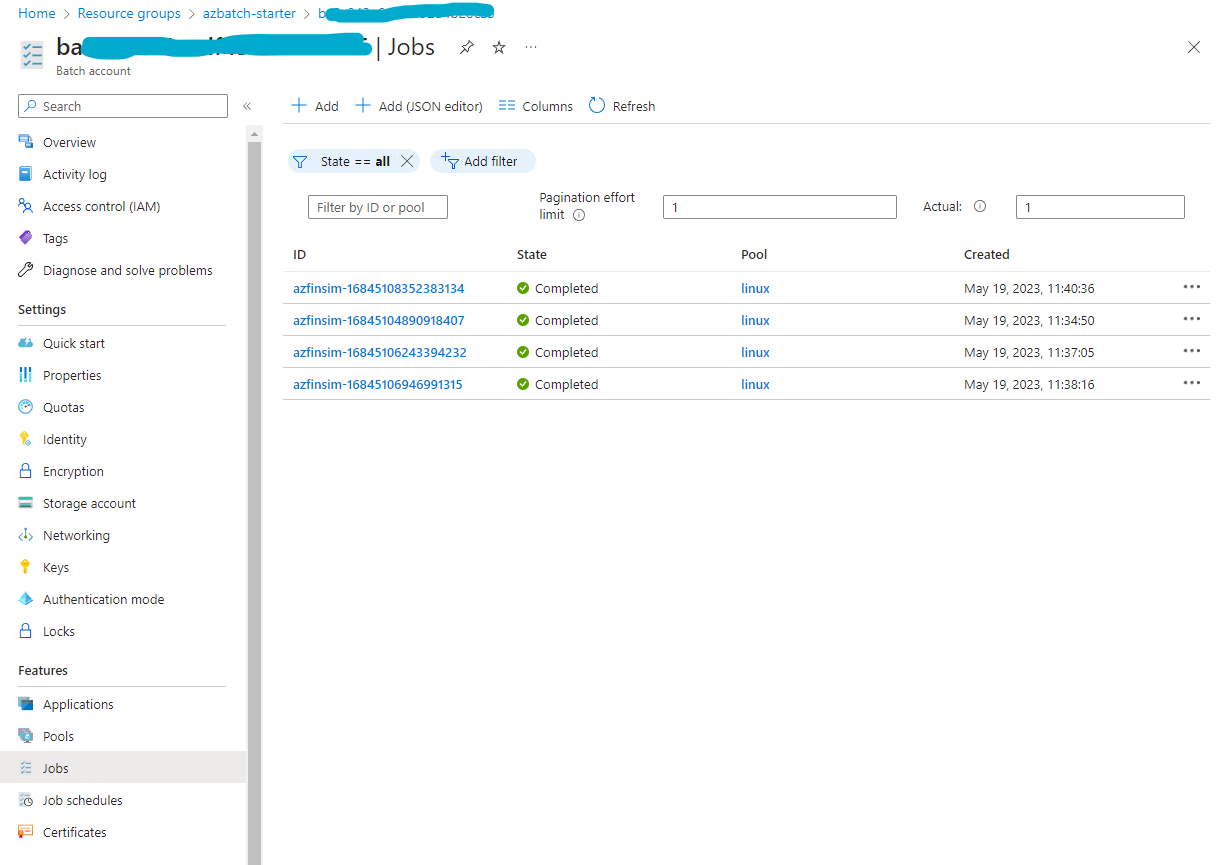 Home > Resource groups > azbatch-starter >
| Jobs
Batch account
Search
Overview
Activity log
Access control (IAM)
Tags
Diagnose and solve problems
Settings
Quick start
Properties
Quotas
Identity
Encryption
Storage account
Networking
Keys
Authentication mode
Locks
Features
Applications
Pools
Jobs
Job schedules
Certificates
Add Add (JSON editor) Columns Refresh
State == all Add filter
Filter by ID or pool
Pagination effort
limit
1
Actual:
1
ID State Pool Created
azfinsim-16845108352383134 Completed linux May 19, 2023, 11:40:36
azfinsim-16845104890918407 Completed linux May 19, 2023, 11:34:50
azfinsim-16845106243394232 Completed linux May 19, 2023, 11:37:05
azfinsim-16845106946991315 Completed linux May 19, 2023, 11:38:16